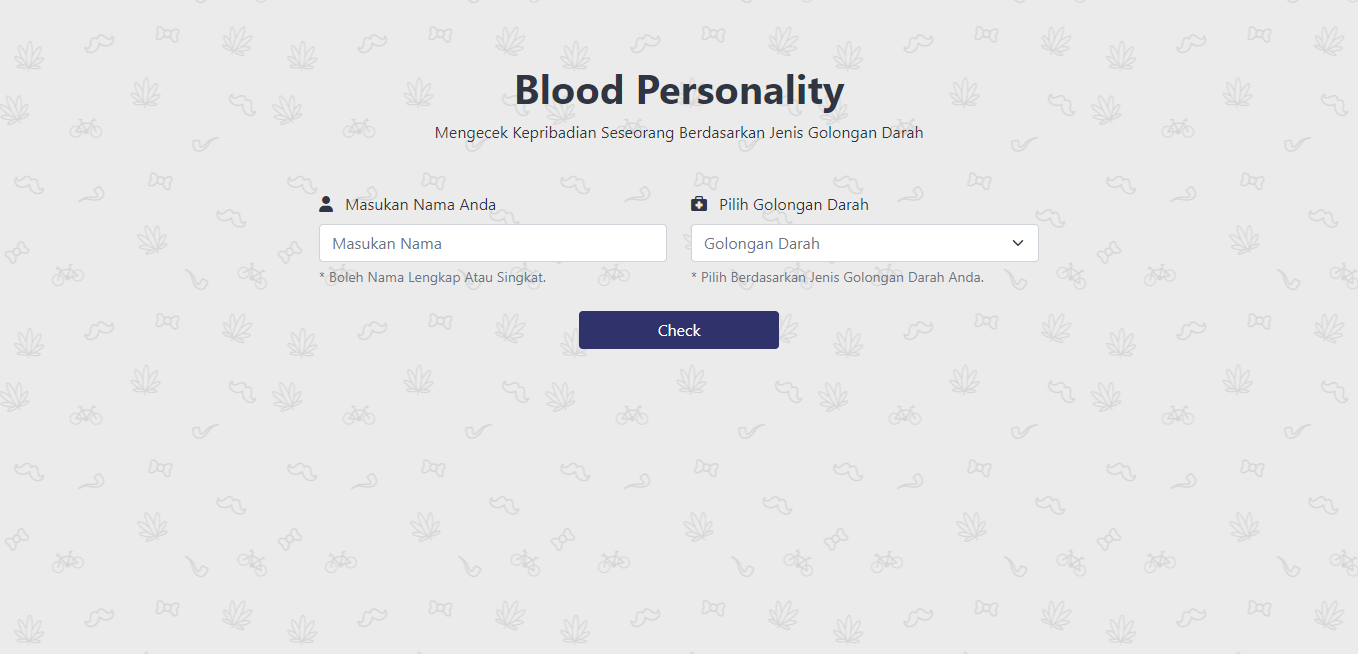 Blood Personality
Mengecek Kepribadian Seseorang Berdasarkan Jenis Golongan Darah
Masukan Nama Anda
Pilih Golongan Darah
Masukan Nama
Golongan Darah
* Boleh Nama Lengkap Atau Singkat.
* Pilih Berdasarkan Jenis Golongan Darah Anda.
Check